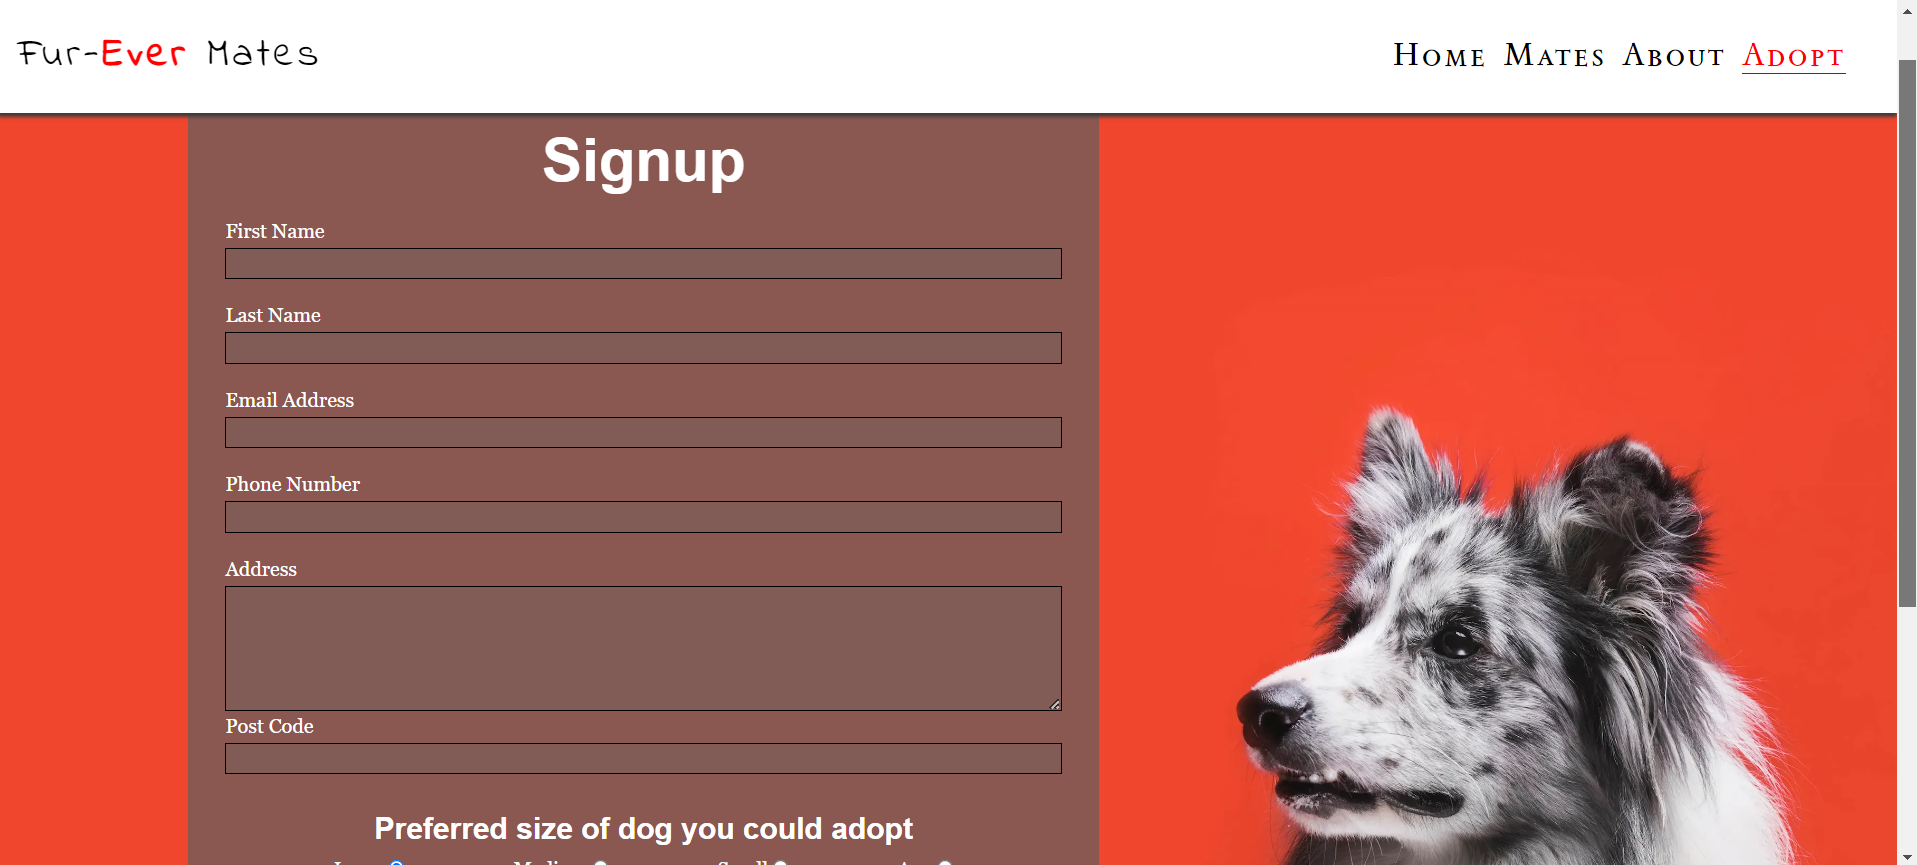 Fur-Ever Mates
Home Mates About Adopt
Signup
First Name
Last Name
Email Address
Phone Number
Address
Post Code
Preferred size of dog you could adopt